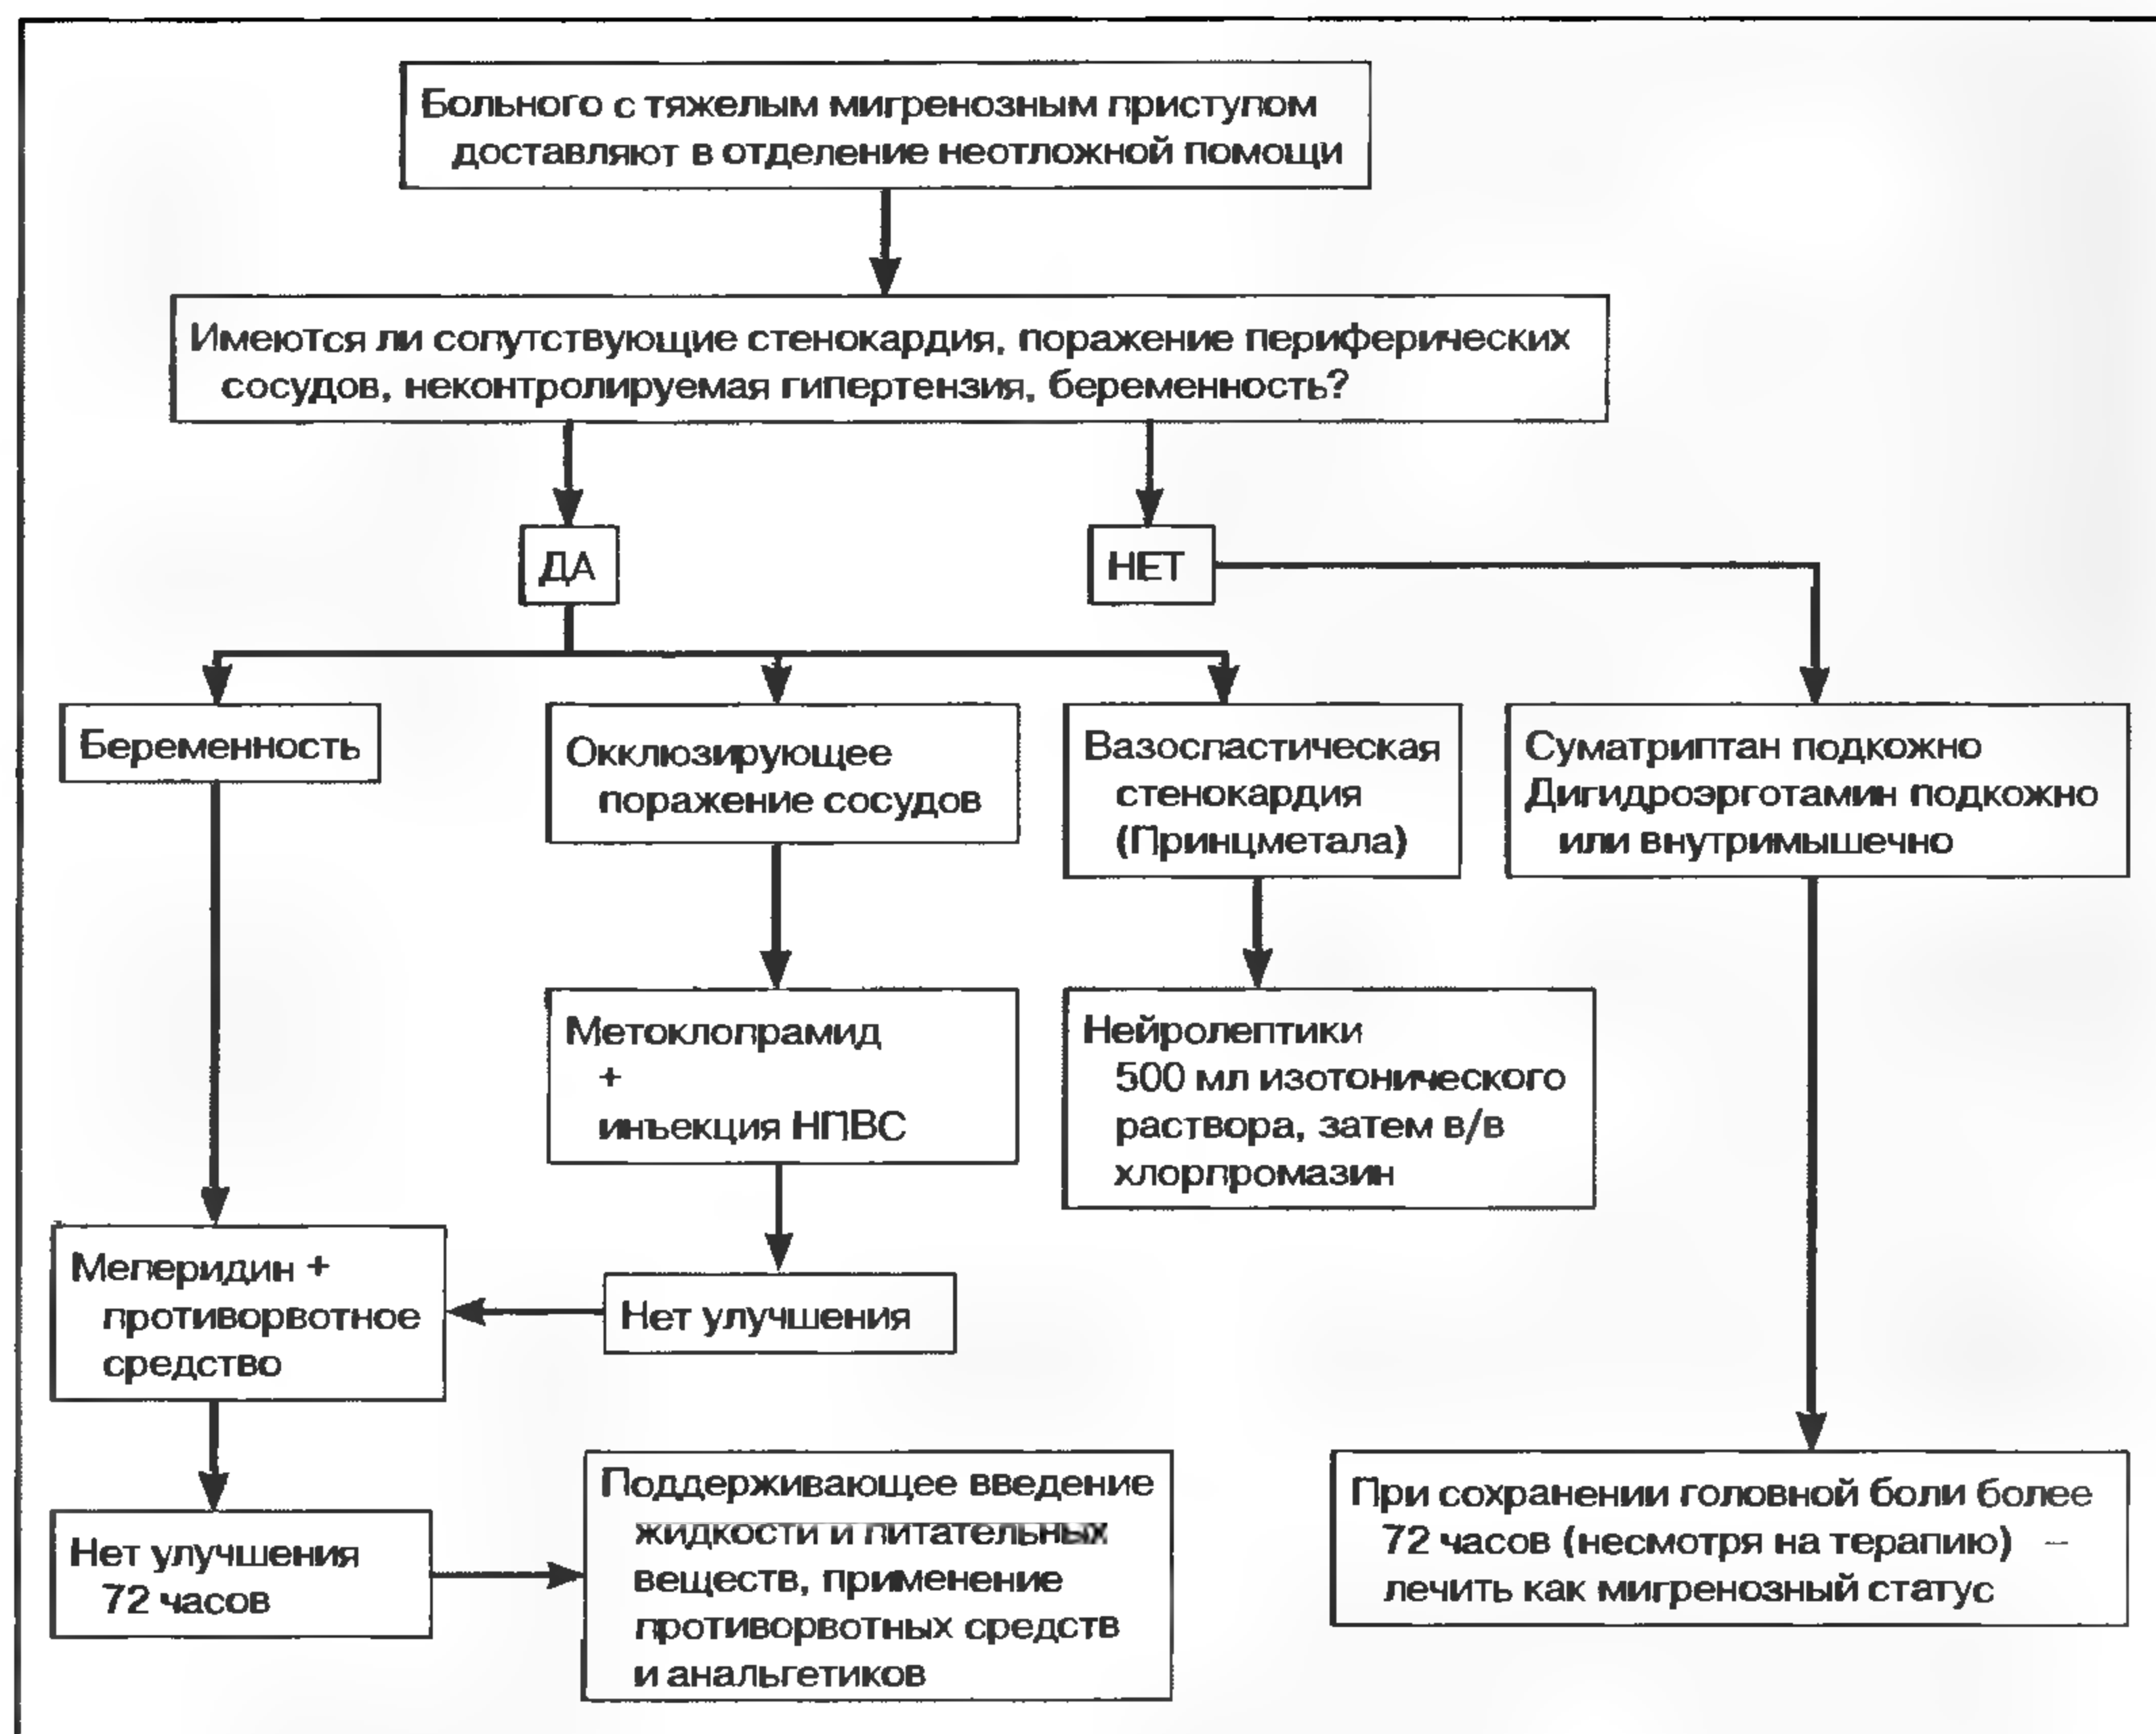 Больного с тяжелым мигренозным приступом
доставляют в отделение неотложной помощи
Имеются ли сопутствующие стенокардия, поражение периферических
сосудов, неконтролируемая гипертензия, беременность?
ДА
НЕТ
Беременность
Окклюзирующее
поражение сосудов
Вазоспастическая
стенокардия
(Принцметала)
Суматриптан подкожно
Дигидроэрготамин подкожно
или внутримышечно
Метоклопрамид
+
инъекция НПВС
Нейролептики
500 мл изотонического
раствора, затем в/в
хлорпромазин
Меперидин +
противорвотное
средство
Нет улучшения
Нет улучшения
72 часов
Поддерживающее введение
жидкости и питательных
веществ, применение
противорвотных средств
и анальгетиков
При сохранении головной боли более
72 часов (несмотря на терапию) –
лечить как мигренозный статус